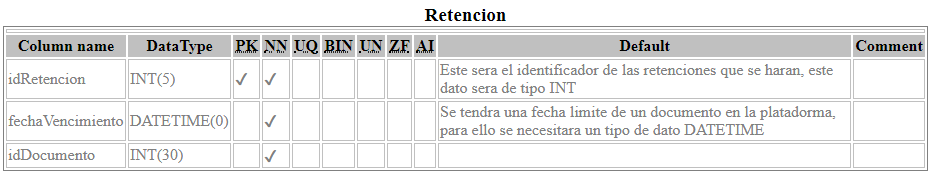 Retencion
Column name DataType PK NN UQ BIN UN ZF AI Default Comment
idRetencion INT(5) ✓ ✓ Este sera el identificador de las retenciones que se haran, este
dato sera de tipo INT
fechaVencimiento DATETIME(0) ✓ Se tendra una fecha limite de un documento en la platadorma,
para ello se necesitara un tipo de dato DATETIME
idDocumento INT(30) ✓